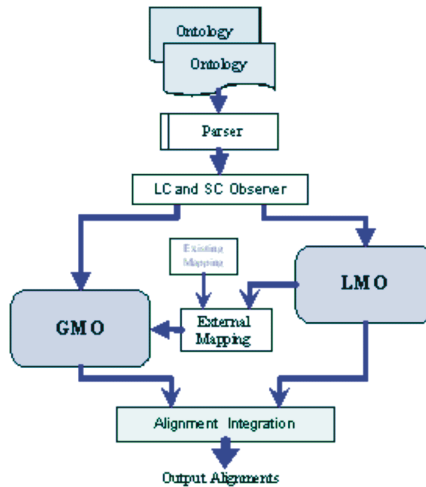 Ontology
Ontology
Parser
LC and SC Observer
Existing
Mapping
LMO
GMO
External
Mapping
Alignment Integration
Output Alignments